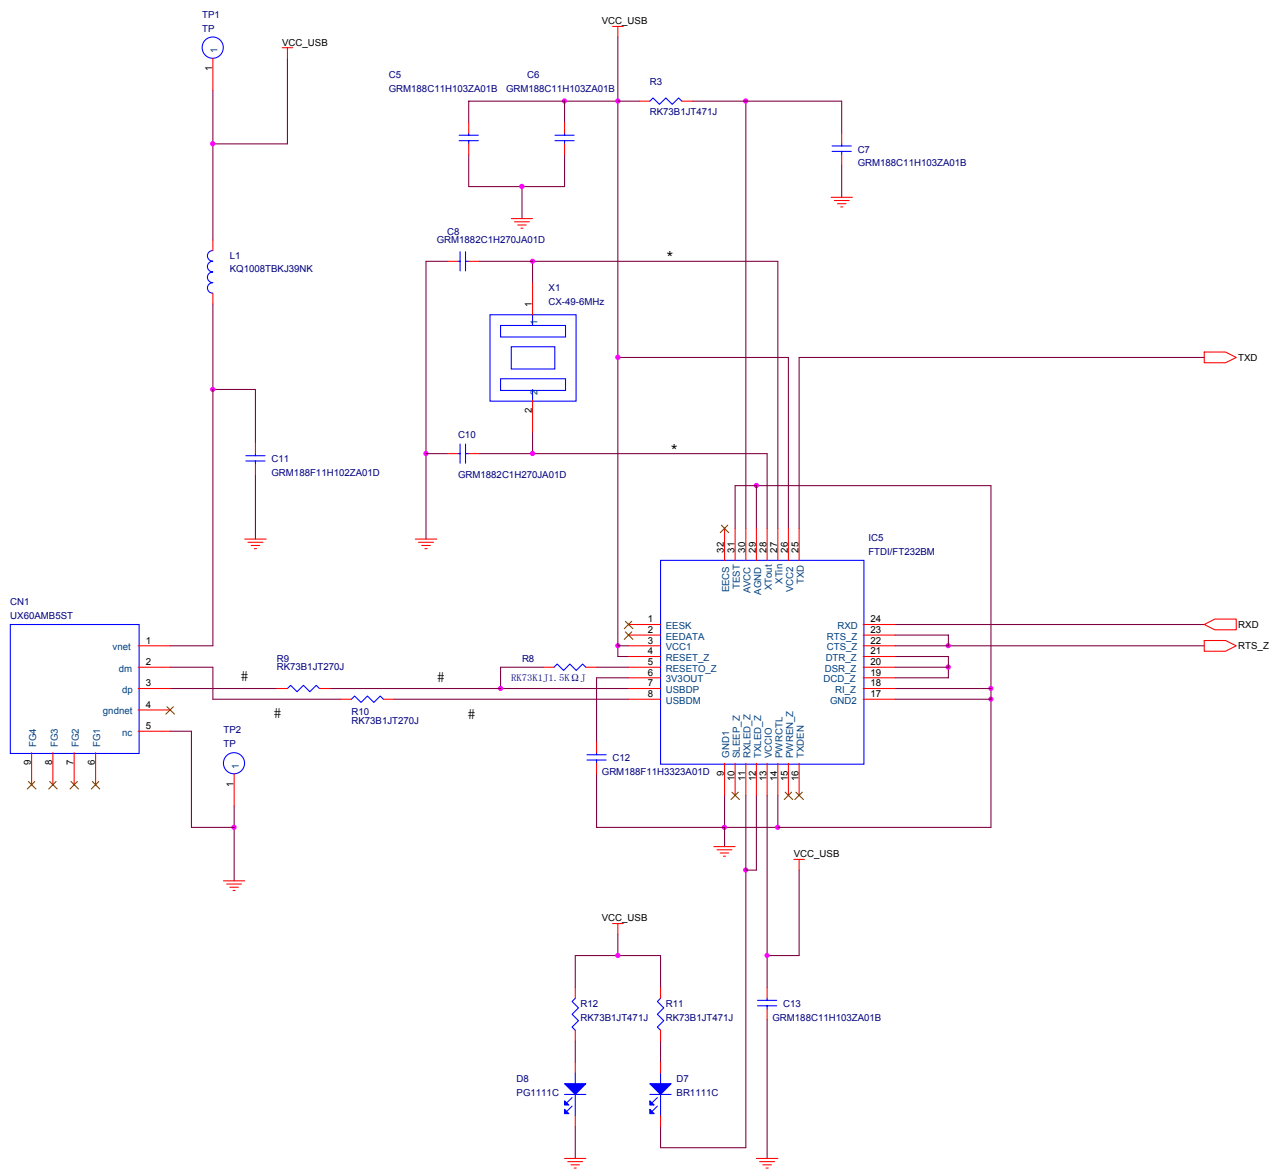 TP1
TP
1
1
VCC_USB
VCC_USB
C5
GRM188C11H103ZA01B
C6
GRM188C11H103ZA01B
R3
RK73B1JT471J
C7
GRM188C11H103ZA01B
C8
GRM1882C1H270JA01D
*
L1
KQ1008TBKJ39NK
X1
CX-49-6MHz
1
1
2
2
TXD
C10
GRM1882C1H270JA01D
*
C11
GRM188F11H102ZA01D
IC5
FTDI/FT232BM
32
31
30
29
28
27
26
25
EECS
TEST
AVCC
AGND
XTout
XTin
VCC2
TXD
1 EESK
2 EEDATA
3 VCC1
4 RESET_Z
5 RESETO_Z
6 3V3OUT
7 USBDP
8 USBDM
RXD 24
RTS_Z 23
CTS_Z 22
DTR_Z 21
DSR_Z 20
DCD_Z 19
RI_Z 18
GND2 17
RXD
RTS_Z
GND1
SLEEP_Z
RXLED_Z
TXLED_Z
VCCIO
PWRCTL
PWREN_Z
TXDEN
9
10
11
12
13
14
15
16
CN1
UX60AMB5ST
vnet 1
dm 2
dp 3
gndnet 4
nc 5
FG4
FG3
FG2
FG1
9
8
7
6
R9
RK73B1JT270J
#
#
R8
RK73K1J1.5KΩJ
R10
RK73B1JT270J
#
#
TP2
TP
1
1
C12
GRM188F11H3323A01D
VCC_USB
VCC_USB
R12
RK73B1JT471J
R11
RK73B1JT471J
C13
GRM188C11H103ZA01B
D8
PG1111C
D7
BR1111C